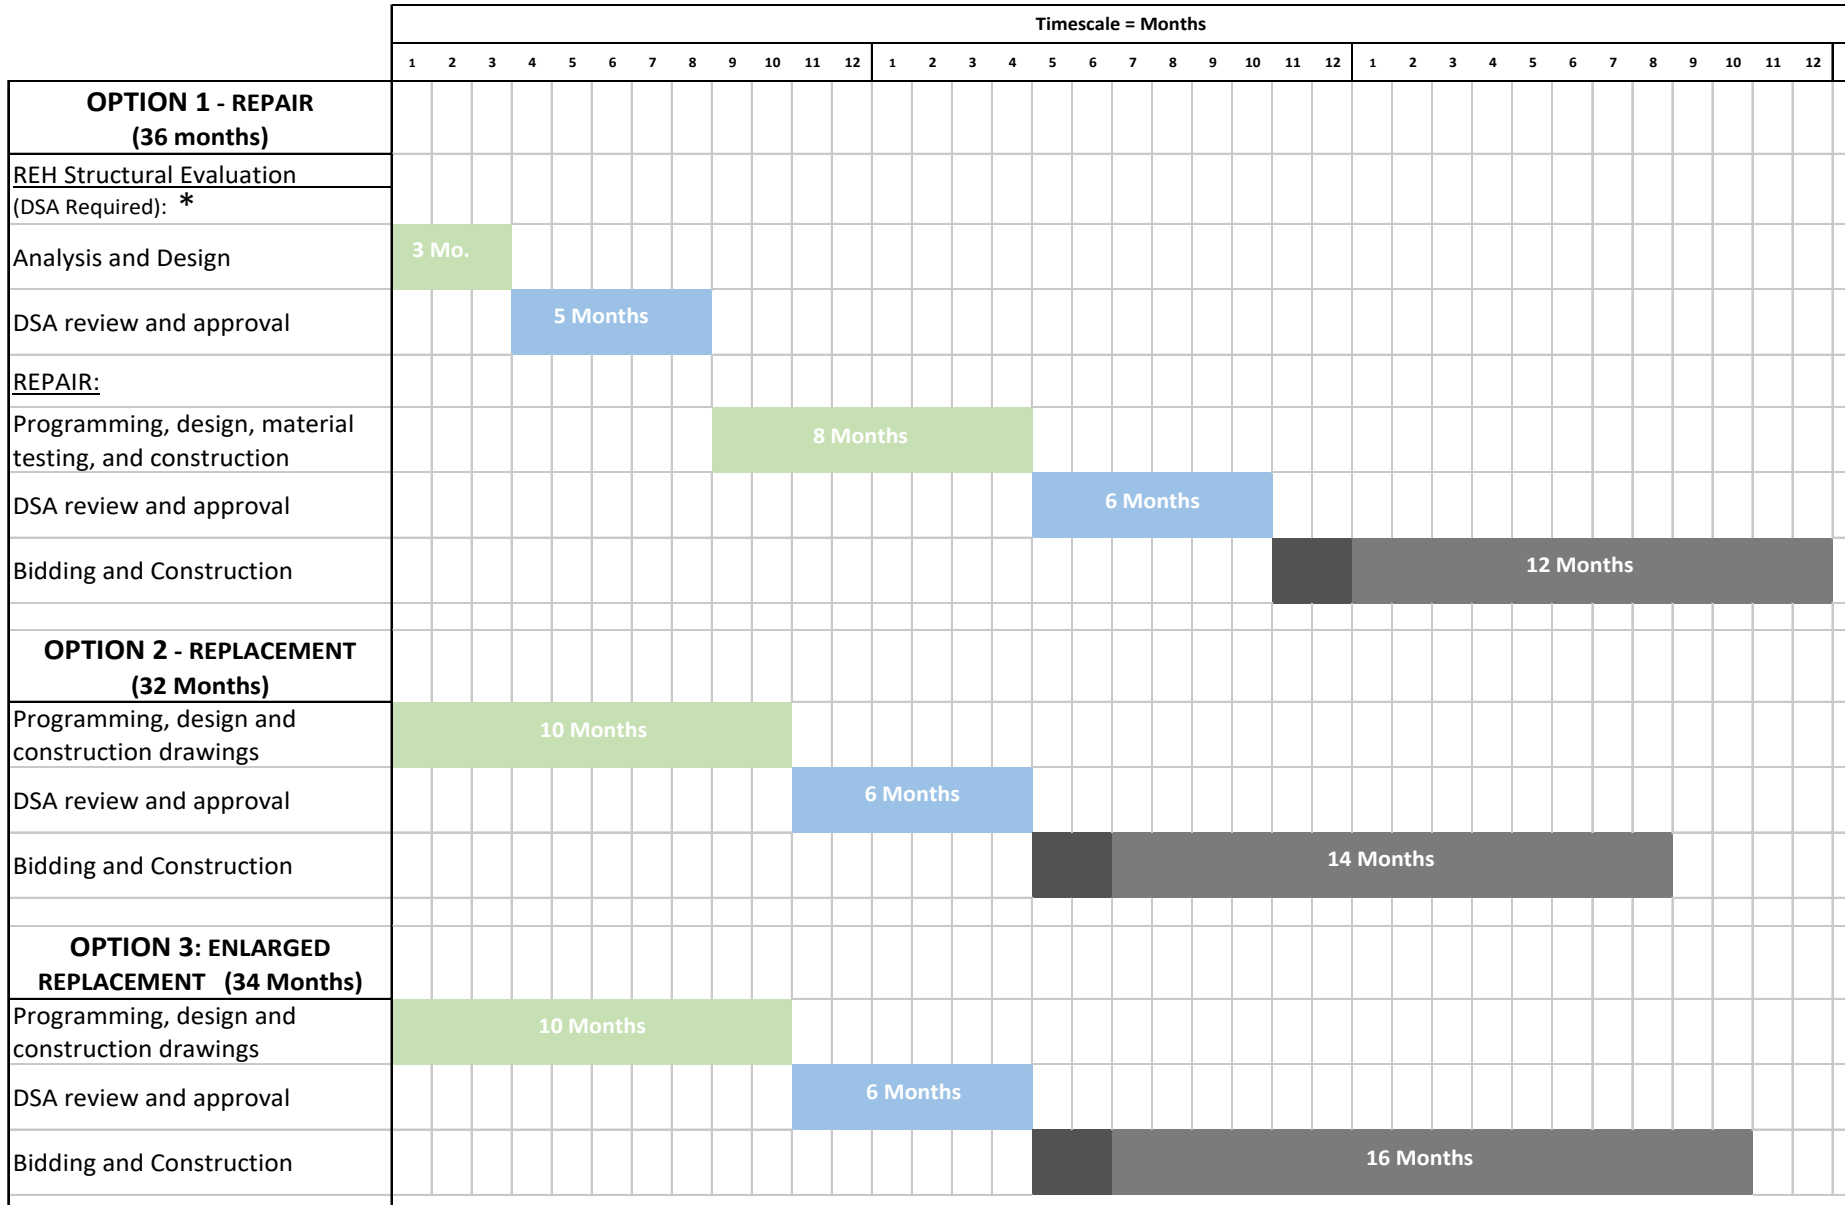 Timescale = Months
1 2 3 4 5 6 7 8 9 10 11 12 1 2 3 4 5 6 7 8 9 10 11 12 1 2 3 4 5 6 7 8 9 10 11 12
OPTION 1 - REPAIR
(36 months)
REH Structural Evaluation
(DSA Required): *
Analysis and Design
3 Mo.
DSA review and approval
5 Months
REPAIR:
Programming, design, material
testing, and construction
8 Months
DSA review and approval
6 Months
Bidding and Construction
12 Months
OPTION 2 - REPLACEMENT
(32 Months)
Programming, design and
construction drawings
10 Months
DSA review and approval
6 Months
Bidding and Construction
14 Months
OPTION 3: ENLARGED
REPLACEMENT (34 Months)
Programming, design and
construction drawings
10 Months
DSA review and approval
6 Months
Bidding and Construction
16 Months